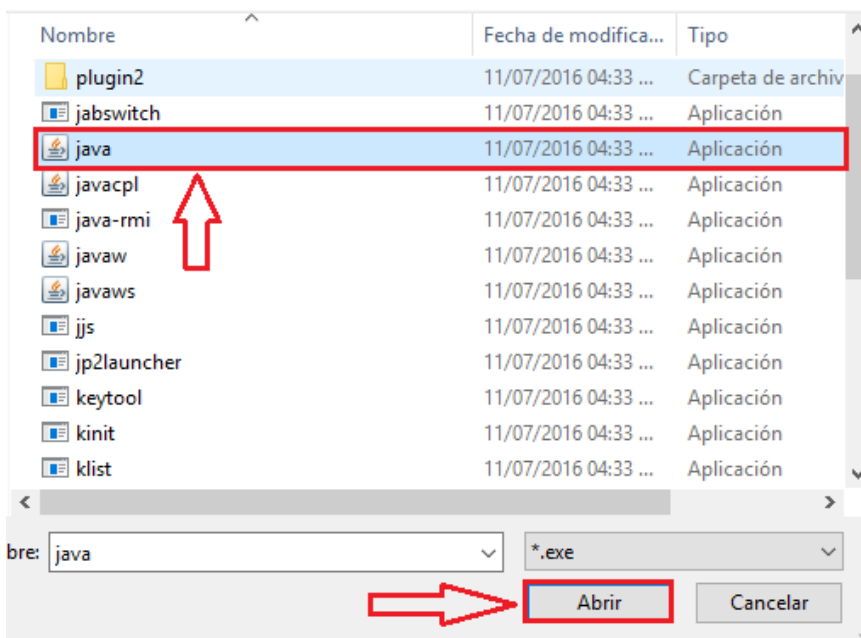 Nombre Fecha de modifica... Tipo
plugin2 11/07/2016 04:33 ... Carpeta de archiv
jabswitch 11/07/2016 04:33 ... Aplicación
java 11/07/2016 04:33 ... Aplicación
javacpl 11/07/2016 04:33 ... Aplicación
java-rmi 11/07/2016 04:33 ... Aplicación
javaw 11/07/2016 04:33 ... Aplicación
javaws 11/07/2016 04:33 ... Aplicación
jjs 11/07/2016 04:33 ... Aplicación
jp2launcher 11/07/2016 04:33 ... Aplicación
keytool 11/07/2016 04:33 ... Aplicación
kinit 11/07/2016 04:33 ... Aplicación
klist 11/07/2016 04:33 ... Aplicación
bre: java *.exe
Abrir Cancelar